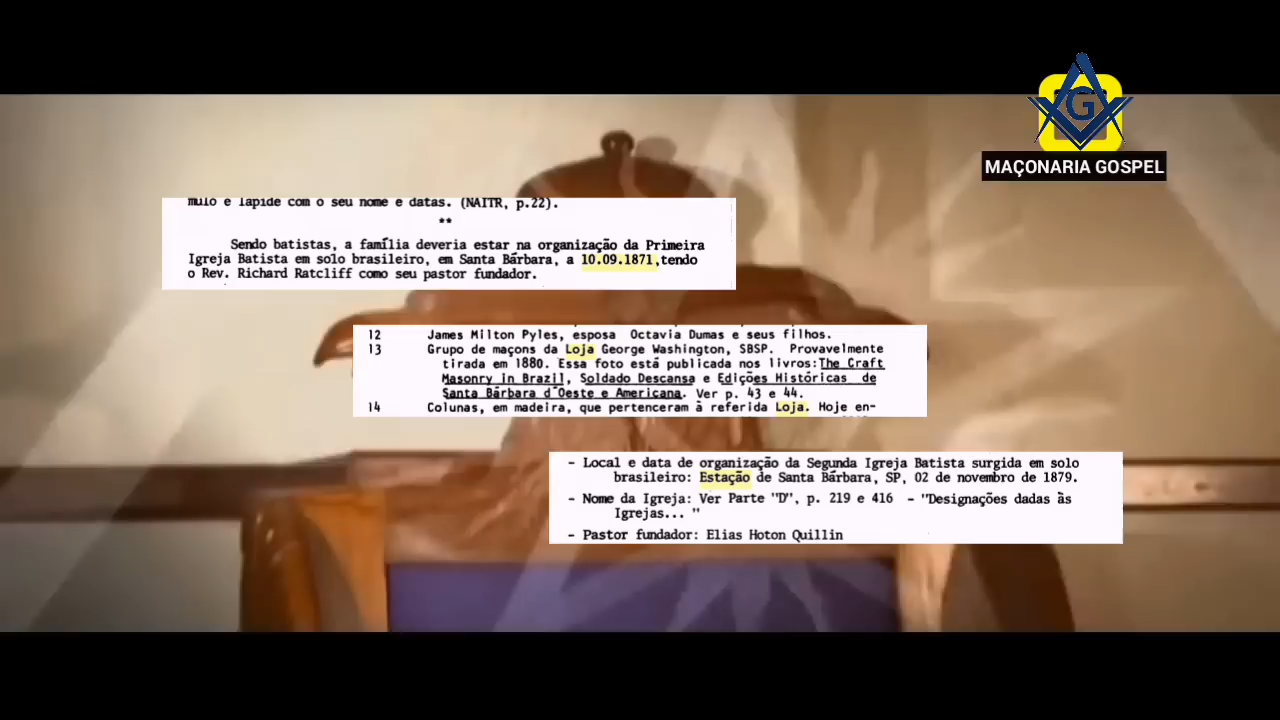 G
MAÇONARIA GOSPEL
mulo e lápide com o seu nome e datas. (NAITR, p.22).
**
Sendo batistas, a família deveria estar na organização da Primeira
Igreja Batista em solo brasileiro, em Santa Bárbara, a 10.09.1871,tendo
o Rev. Richard Ratcliff como seu pastor fundador.
12 James Milton Pyles, esposa Octavia Dumas e seus filhos.
13 Grupo de maçons da Loja George Washington, SBSP. Provavelmente
tirada em 1880. Essa foto está publicada nos livros:The Craft
Masonry in Brazil, Soldado Descansa e Edições Históricas de
Santa Bárbara d'Oeste e Americana. Ver p. 43 e 44.
14 Colunas, em madeira, que pertenceram à referida Loja. Hoje en-
- Local e data de organização da Segunda Igreja Batista surgida em solo
brasileiro: Estação de Santa Bárbara, SP, 02 de novembro de 1879.
- Nome da Igreja: Ver Parte "D", p. 219 e 416 - "Designações dadas às
Igrejas... "
- Pastor fundador: Elias Hoton Quillin